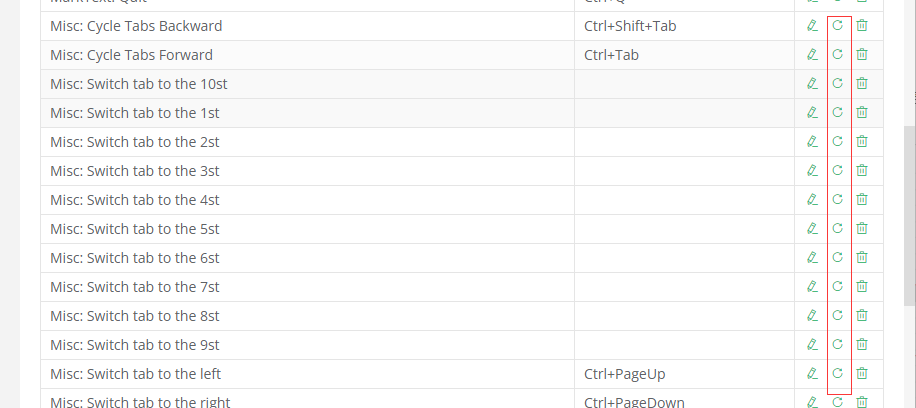 MarkText: Quit Ctrl+Q
Misc: Cycle Tabs Backward Ctrl+Shift+Tab
Misc: Cycle Tabs Forward Ctrl+Tab
Misc: Switch tab to the 10st
Misc: Switch tab to the 1st
Misc: Switch tab to the 2st
Misc: Switch tab to the 3st
Misc: Switch tab to the 4st
Misc: Switch tab to the 5st
Misc: Switch tab to the 6st
Misc: Switch tab to the 7st
Misc: Switch tab to the 8st
Misc: Switch tab to the 9st
Misc: Switch tab to the left Ctrl+PageUp
Misc: Switch tab to the right Ctrl+PageDown